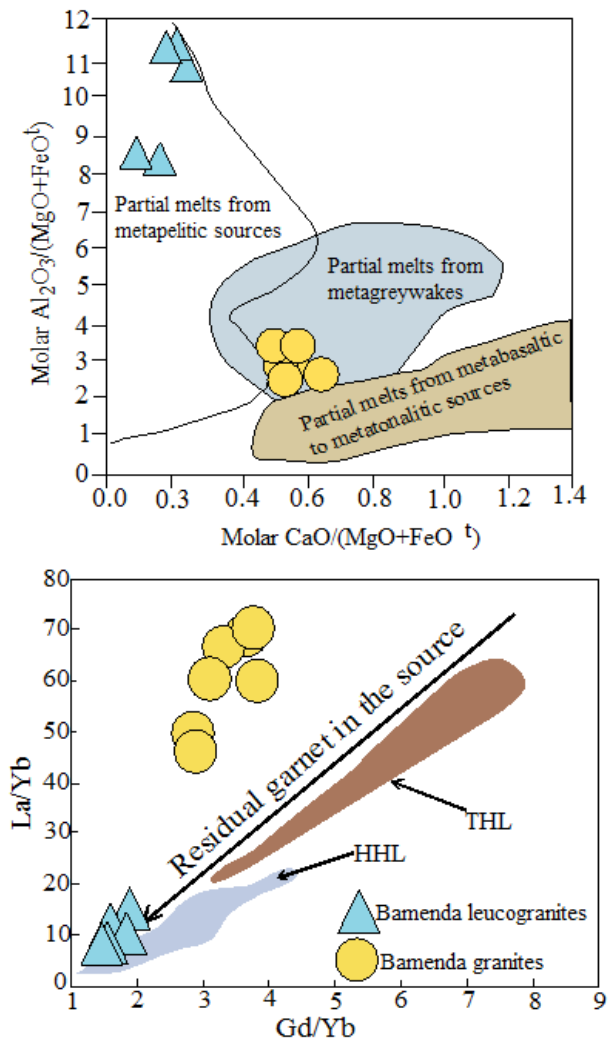 12
11
10
9
8
7
6
5
4
3
2
1
0
Molar Al2O3/(MgO+FeOt)
Partial melts from
metapelitic sources
Partial melts from
metagreywakes
Partial melts from metabasaltic
to metatonalitic sources
0.0 0.3 0.4 0.6 0.8 1.0 1.2 1.4
Molar CaO/(MgO+FeO t)
80
70
60
50
40
30
20
10
0
La/Yb
Residual garnet in the source
THL
HHL
Bamenda leucogranites
Bamenda granites
1 2 3 4 5 6 7 8 9
Gd/Yb